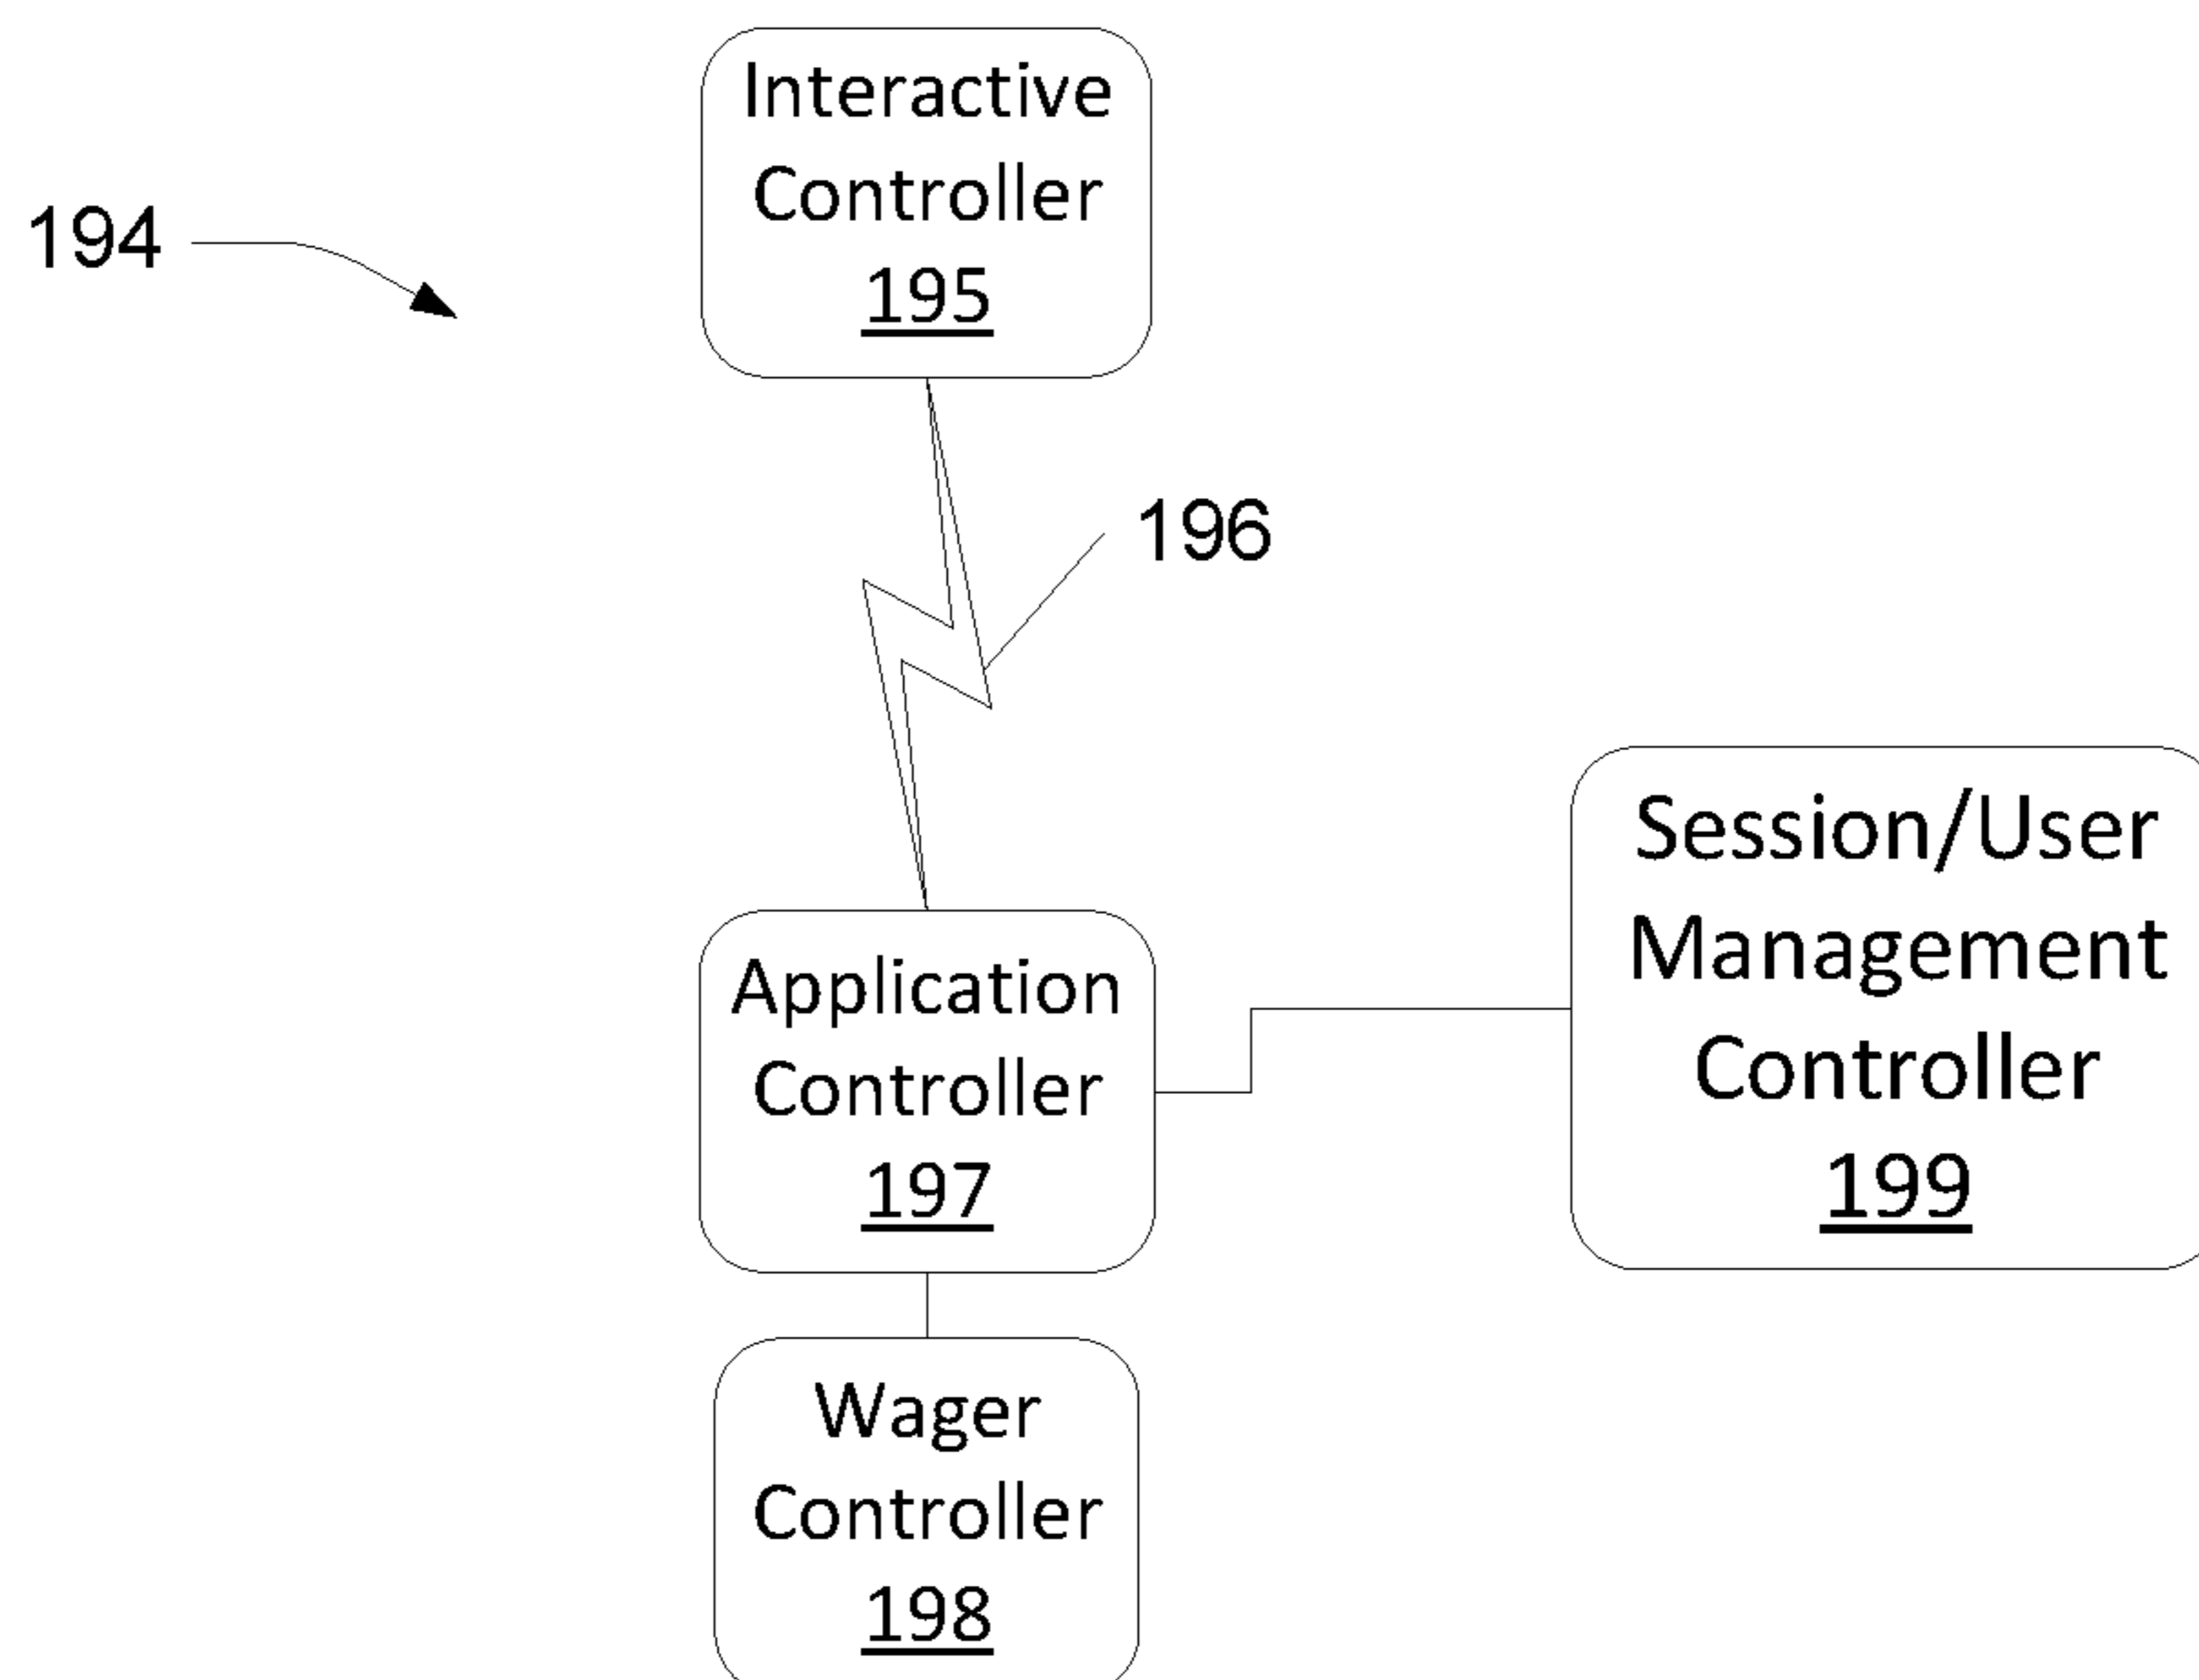 Interactive
Controller
195
194
196
Application
Controller
197
Session/User
Management
Controller
199
Wager
Controller
198